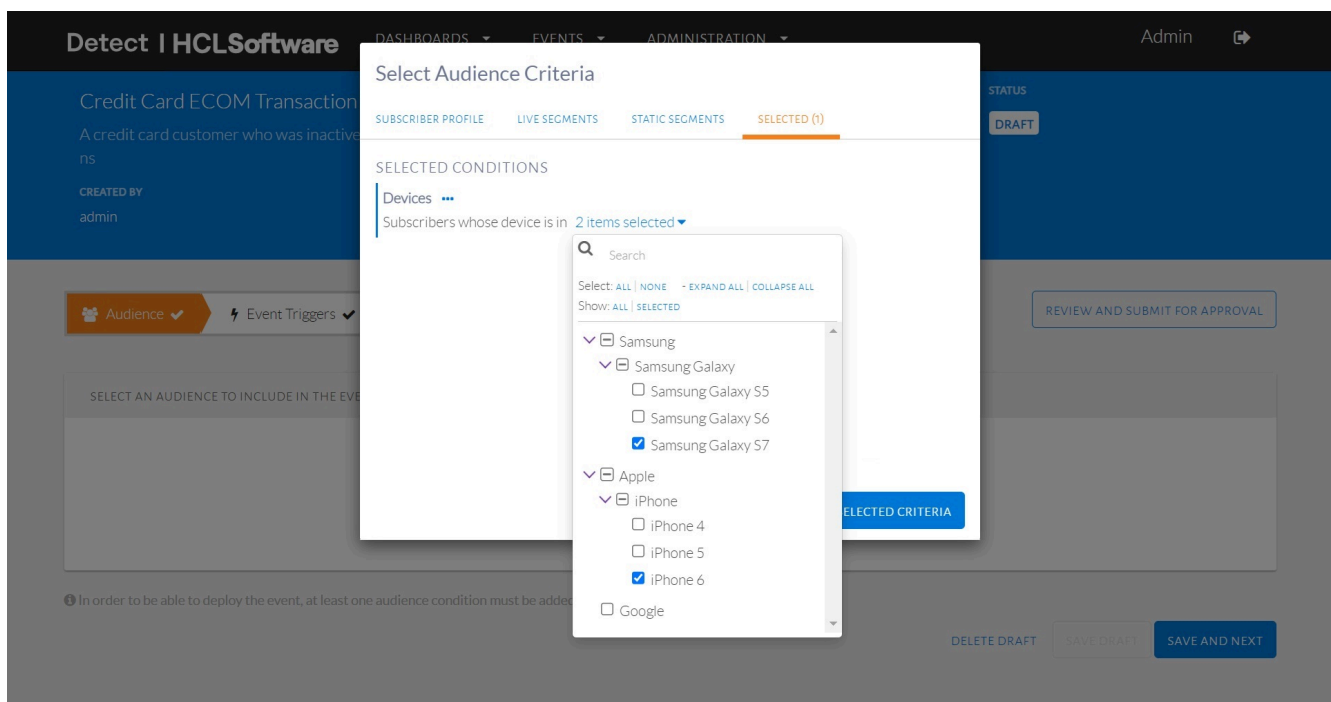 Detect | HCLSoftware
DASHBOARDS
EVENTS
ADMINISTRATION
Admin
Credit Card ECOM Transaction
A credit card customer who was inactive
ns
CREATED BY
admin
STATUS
DRAFT
Select Audience Criteria
SUBSCRIBER PROFILE
LIVE SEGMENTS
STATIC SEGMENTS
SELECTED (1)
SELECTED CONDITIONS
Devices •••
Subscribers whose device is in 2 items selected
Search
Select: ALL | NONE - EXPAND ALL | COLLAPSE ALL
Show: ALL | SELECTED
Samsung
Samsung Galaxy
Samsung Galaxy S5
Samsung Galaxy S6
Samsung Galaxy S7
Apple
iPhone
iPhone 4
iPhone 5
iPhone 6
Google
ELECTED CRITERIA
Audience
Event Triggers
REVIEW AND SUBMIT FOR APPROVAL
SELECT AN AUDIENCE TO INCLUDE IN THE EVE
In order to be able to deploy the event, at least one audience condition must be added
DELETE DRAFT
SAVE DRAFT
SAVE AND NEXT